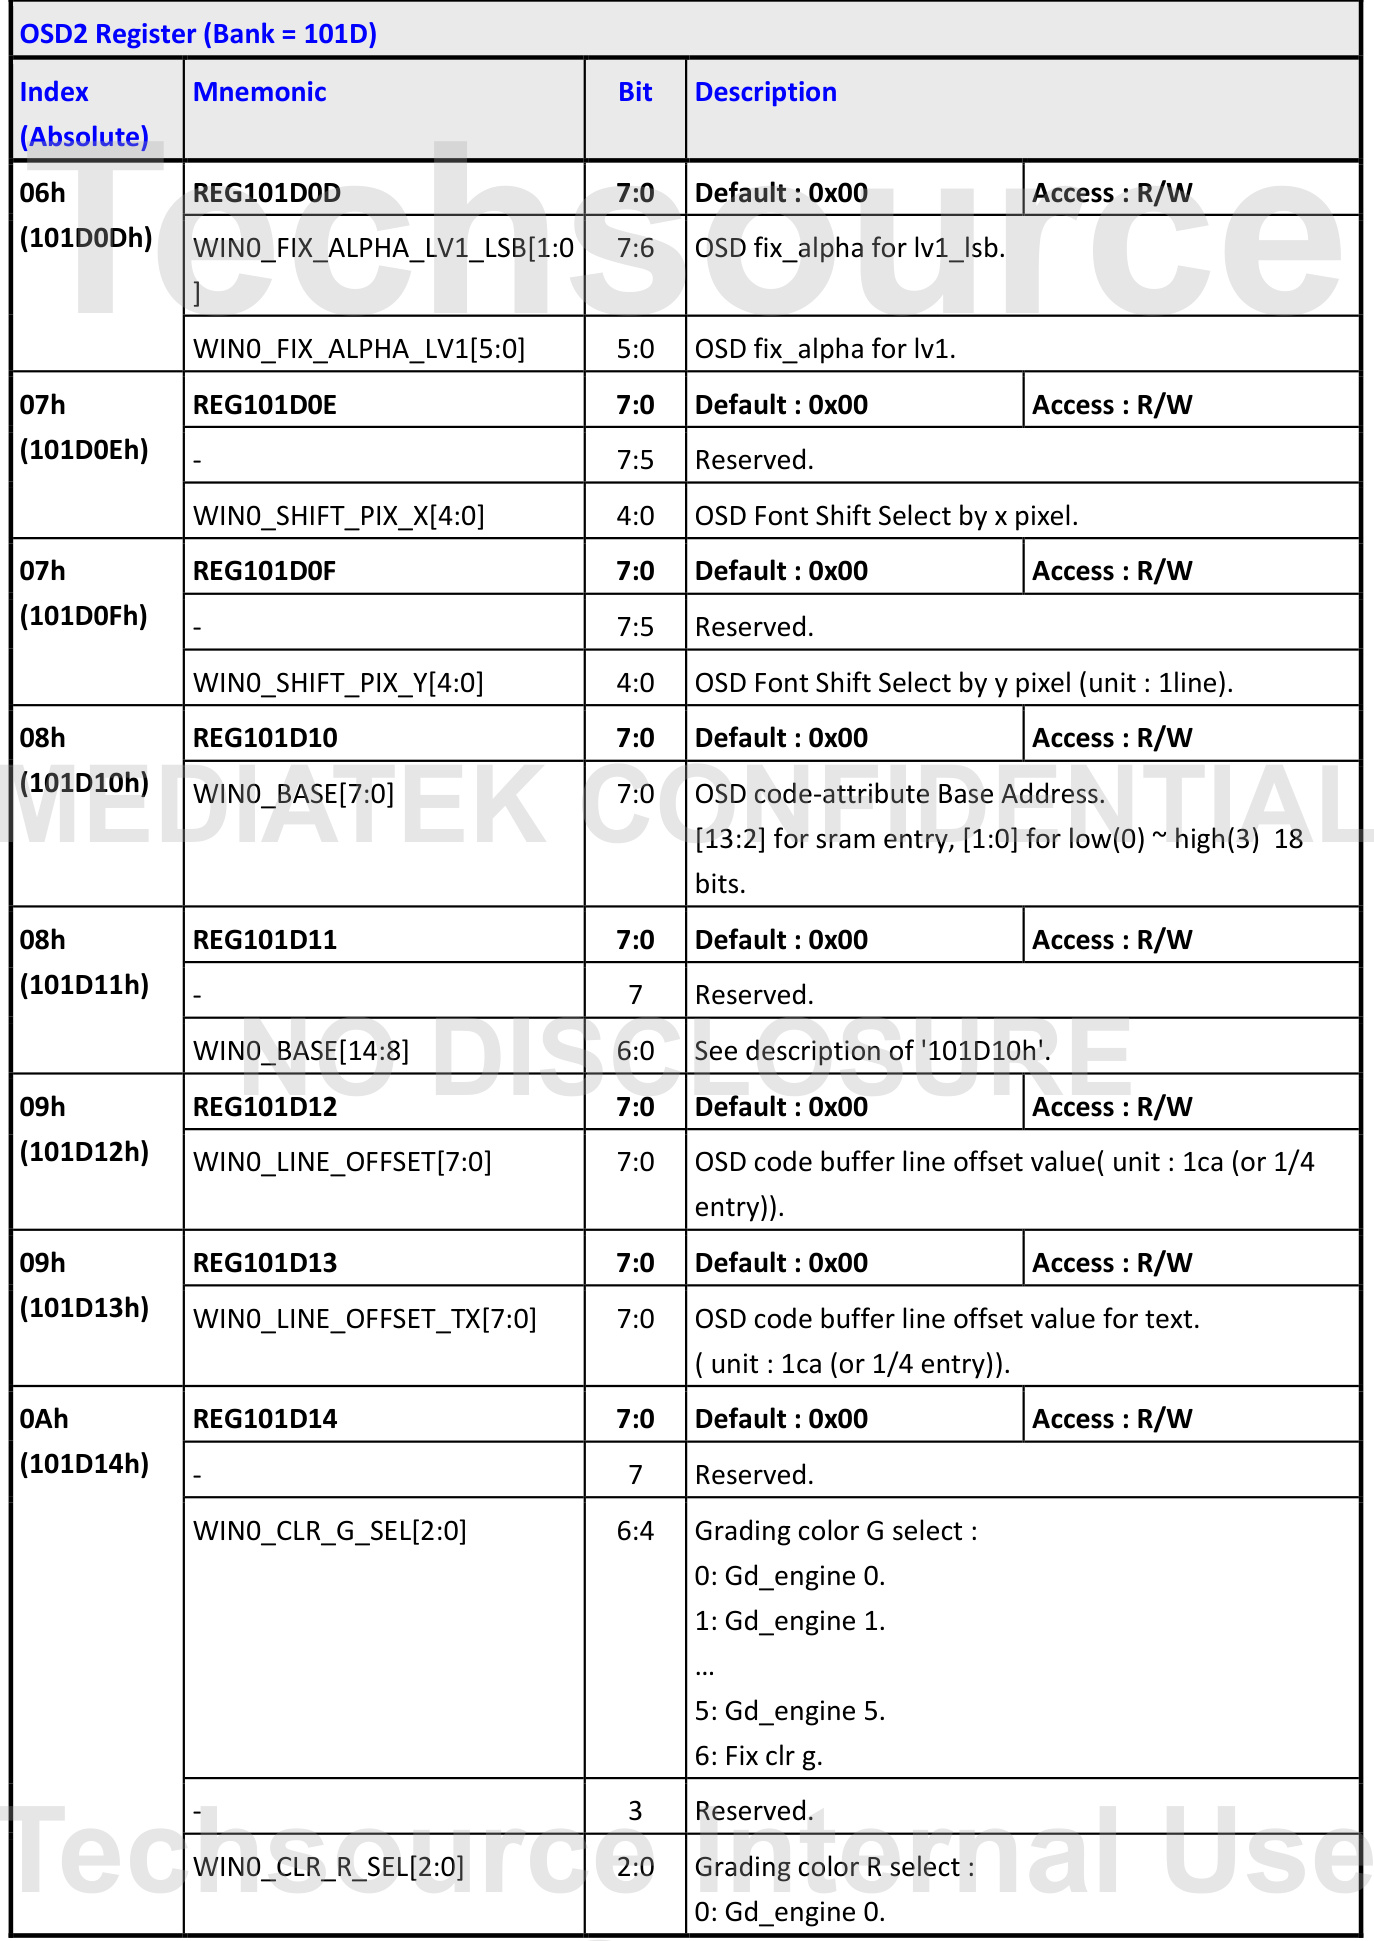 OSD2 Register (Bank = 101D)
Index
(Absolute)
Mnemonic
Bit
Description
06h
(101D0Dh)
REG101D0D
7:0
Default : 0x00
Access : R/W
WIN0_FIX_ALPHA_LV1_LSB[1:0
]
7:6
OSD fix_alpha for lv1_lsb.
WIN0_FIX_ALPHA_LV1[5:0]
5:0
OSD fix_alpha for lv1.
Techsource
07h
(101D0Eh)
REG101D0E
7:0
Default : 0x00
Access : R/W
-
7:5
Reserved.
WIN0_SHIFT_PIX_X[4:0]
4:0
OSD Font Shift Select by x pixel.
07h
(101D0Fh)
REG101D0F
7:0
Default : 0x00
Access : R/W
-
7:5
Reserved.
WIN0_SHIFT_PIX_Y[4:0]
4:0
OSD Font Shift Select by y pixel (unit : 1line).
08h
(101D10h)
REG101D10
7:0
Default : 0x00
Access : R/W
WIN0_BASE[7:0]
7:0
OSD code-attribute Base Address.
[13:2] for sram entry, [1:0] for low(0) ~ high(3)  18
bits.
MEDIATEK CONFIDENTIAL
08h
(101D11h)
REG101D11
7:0
Default : 0x00
Access : R/W
-
7
Reserved.
WIN0_BASE[14:8]
6:0
See description of '101D10h'.
NO DISCLOSURE
09h
(101D12h)
REG101D12
7:0
Default : 0x00
Access : R/W
WIN0_LINE_OFFSET[7:0]
7:0
OSD code buffer line offset value( unit : 1ca (or 1/4
entry)).
09h
(101D13h)
REG101D13
7:0
Default : 0x00
Access : R/W
WIN0_LINE_OFFSET_TX[7:0]
7:0
OSD code buffer line offset value for text.
( unit : 1ca (or 1/4 entry)).
0Ah
(101D14h)
REG101D14
7:0
Default : 0x00
Access : R/W
-
7
Reserved.
WIN0_CLR_G_SEL[2:0]
6:4
Grading color G select :
0: Gd_engine 0.
1: Gd_engine 1.
...
5: Gd_engine 5.
6: Fix clr g.
-
3
Reserved.
WIN0_CLR_R_SEL[2:0]
2:0
Grading color R select :
0: Gd_engine 0.
Techsource Internal Use